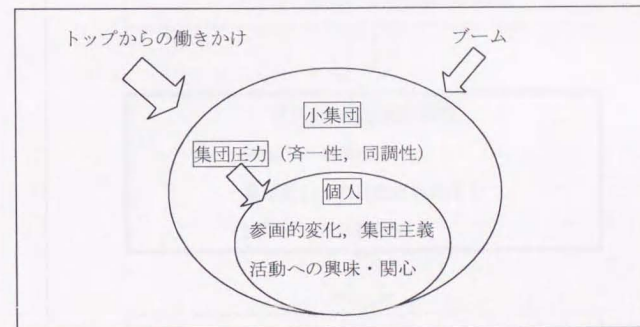 トップからの働きかけ
ブーム
小集団
集団圧力（斉一性，同調性）
個人
参画的変化，集団主義
活動への興味・関心